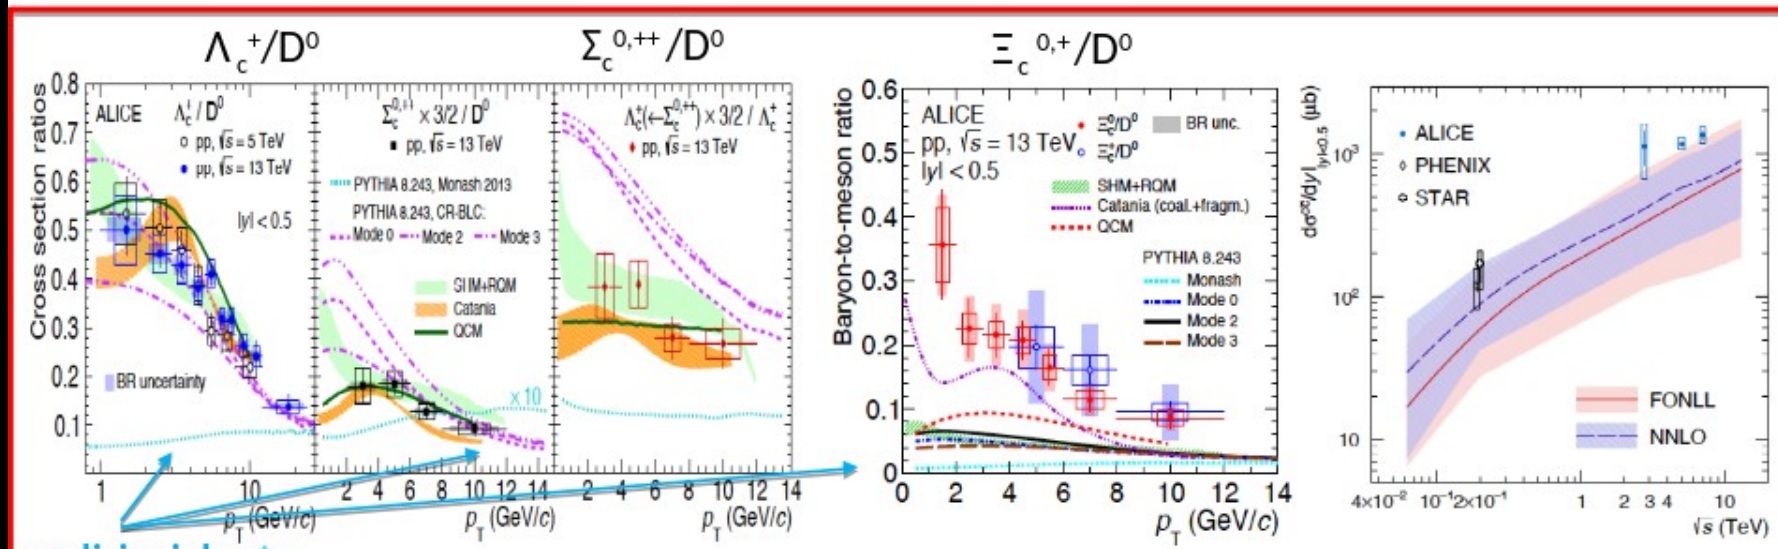 Λc+/D0
Σc0,++/D0
Ξc0,+/D0
Cross section ratios
0.8
0.7
0.6
0.5
0.4
0.3
0.2
0.1
ALICE
Λc+ / D0
pp, √s = 5 TeV
pp, √s = 13 TeV
|y| < 0.5
BR uncertainty
1
10
pT (GeV/c)
Σc0,++ × 3/2 / D0
pp, √s = 13 TeV
PYTHIA 8.243, Monash 2013
PYTHIA 8.243, CR-BLC:
Mode 0 Mode 2 Mode 3
SHM+RQM
Catania
QCM
× 10
2 4 6 8 10 12 14
pT (GeV/c)
Λc+(←Σc0,++) × 3/2 / Λc+
pp, √s = 13 TeV
2 4 6 8 10 12 14
pT (GeV/c)
Baryon-to-meson ratio
0.6
0.5
0.4
0.3
0.2
0.1
0
ALICE
pp, √s = 13 TeV
|y| < 0.5
Ξc0/D0
Ξc+/D0
BR unc.
SHM+RQM
Catania (coal.+fragm.)
QCM
PYTHIA 8.243
Monash
Mode 0
Mode 2
Mode 3
0 2 4 6 8 10 12 14
pT (GeV/c)
(μb)
10³
10²
10
ALICE
PHENIX
STAR
FONLL
NNLO
4×10⁻² 10⁻¹ 2×10⁻¹ 1 2 3 4 10
√s (TeV)